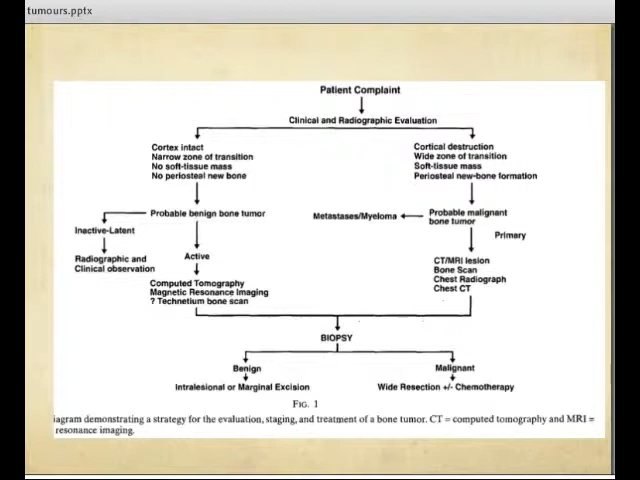 tumours.pptx
Patient Complaint
Clinical and Radiographic Evaluation
Cortex intact
Narrow zone of transition
No soft-tissue mass
No periosteal new bone
Cortical destruction
Wide zone of transition
Soft-tissue mass
Periosteal new-bone formation
Probable benign bone tumor
Metastases/Myeloma
Probable malignant
bone tumor
Inactive-Latent
Primary
Radiographic and
Clinical observation
Active
CT/MRI lesion
Bone Scan
Chest Radiograph
Chest CT
Computed Tomography
Magnetic Resonance Imaging
? Technetium bone scan
BIOPSY
Benign
Malignant
Intralesional or Marginal Excision
Wide Resection +/- Chemotherapy
FIG. 1
iagram demonstrating a strategy for the evaluation, staging, and treatment of a bone tumor. CT = computed tomography and MRI =
resonance imaging.